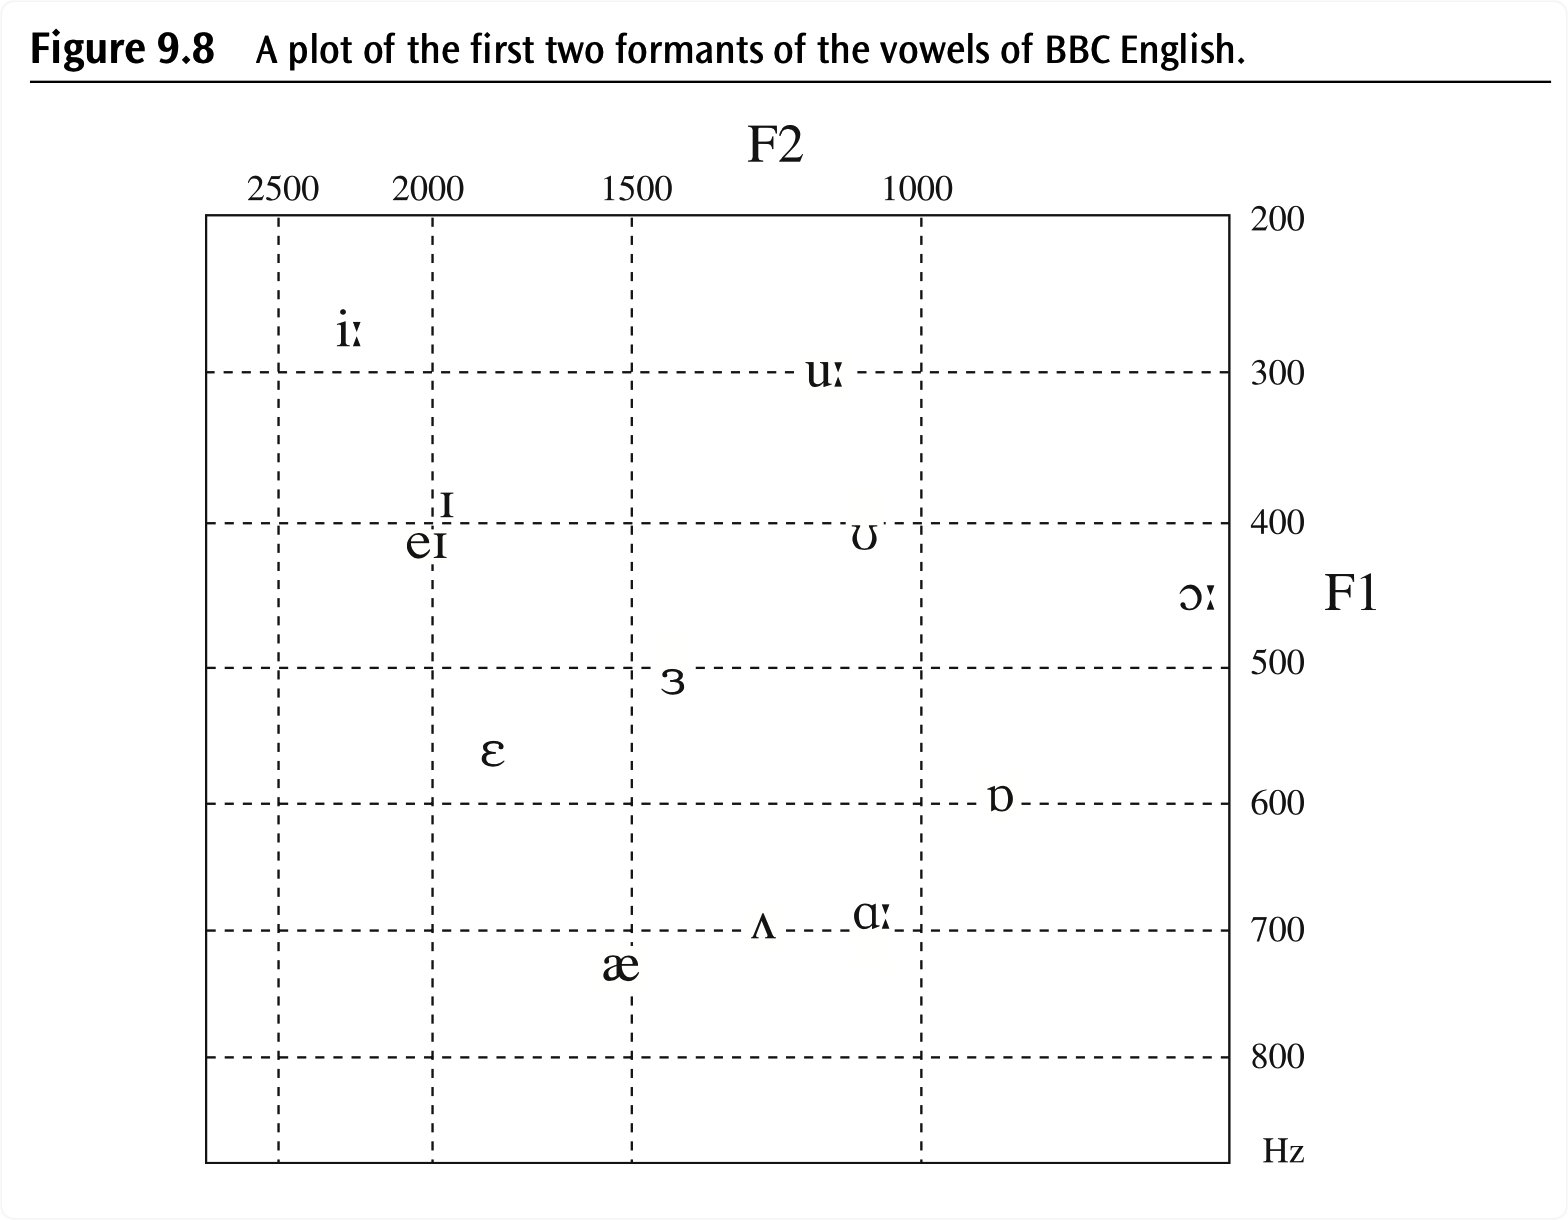 Figure 9.8 A plot of the first two formants of the vowels of BBC English.
F2
2500 2000 1500 1000
200
iː
uː 300
ɪ
400
eɪ ʊ
ɔː F1
500
ɜ
ɛ
ɒ 600
ʌ ɑː 700
æ
800
Hz